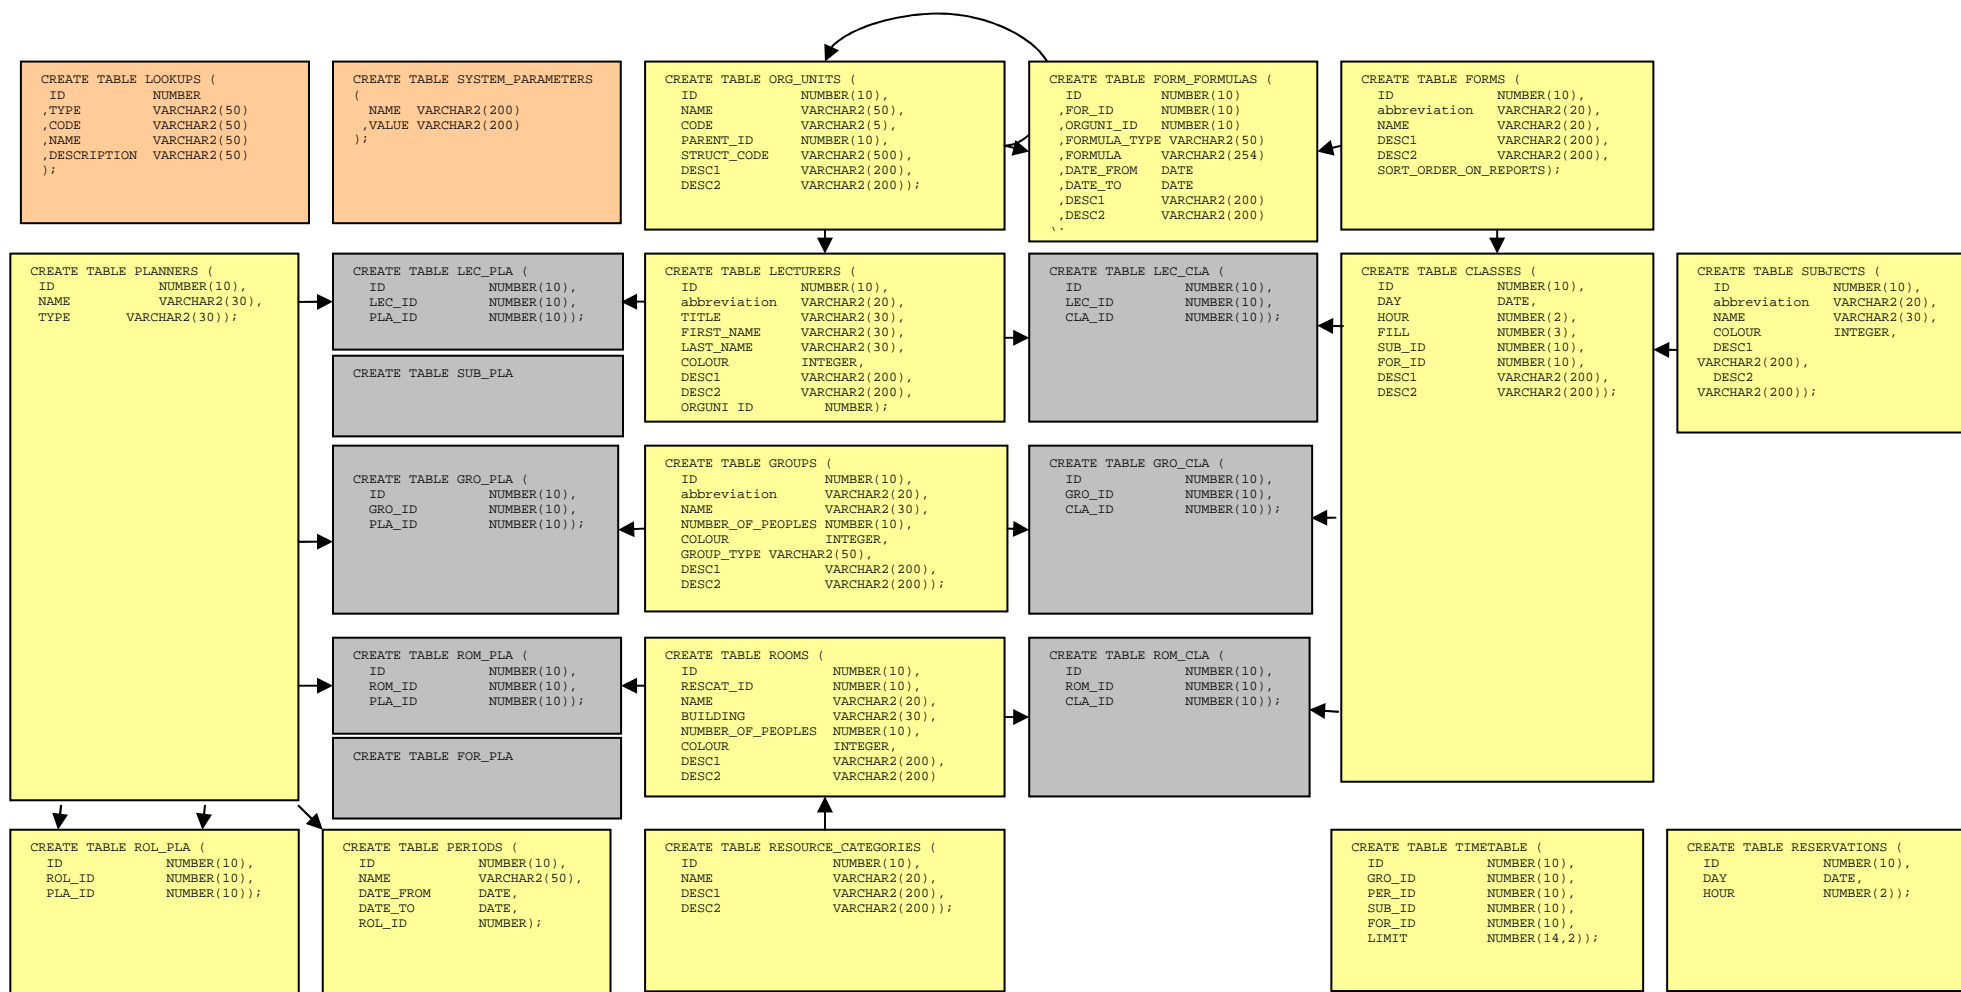 CREATE TABLE LOOKUPS (
ID NUMBER
,TYPE VARCHAR2(50)
,CODE VARCHAR2(50)
,NAME VARCHAR2(50)
,DESCRIPTION VARCHAR2(50)
);
CREATE TABLE SYSTEM_PARAMETERS
(
NAME VARCHAR2(200)
,VALUE VARCHAR2(200)
);
CREATE TABLE ORG_UNITS (
ID NUMBER(10),
NAME VARCHAR2(50),
CODE VARCHAR2(5),
PARENT_ID NUMBER(10),
STRUCT_CODE VARCHAR2(500),
DESC1 VARCHAR2(200),
DESC2 VARCHAR2(200));
CREATE TABLE FORM_FORMULAS (
ID NUMBER(10)
,FOR_ID NUMBER(10)
,ORGUNI_ID NUMBER(10)
,FORMULA_TYPE VARCHAR2(50)
,FORMULA VARCHAR2(254)
,DATE_FROM DATE
,DATE_TO DATE
,DESC1 VARCHAR2(200)
,DESC2 VARCHAR2(200)
CREATE TABLE FORMS (
ID NUMBER(10),
abbreviation VARCHAR2(20),
NAME VARCHAR2(20),
DESC1 VARCHAR2(200),
DESC2 VARCHAR2(200),
SORT_ORDER_ON_REPORTS);
CREATE TABLE PLANNERS (
ID NUMBER(10),
NAME VARCHAR2(30),
TYPE VARCHAR2(30));
CREATE TABLE LEC_PLA (
ID NUMBER(10),
LEC_ID NUMBER(10),
PLA_ID NUMBER(10));
CREATE TABLE SUB_PLA
CREATE TABLE LECTURERS (
ID NUMBER(10),
abbreviation VARCHAR2(20),
TITLE VARCHAR2(30),
FIRST_NAME VARCHAR2(30),
LAST_NAME VARCHAR2(30),
COLOUR INTEGER,
DESC1 VARCHAR2(200),
DESC2 VARCHAR2(200),
ORGUNI ID NUMBER);
CREATE TABLE LEC_CLA (
ID NUMBER(10),
LEC_ID NUMBER(10),
CLA_ID NUMBER(10));
CREATE TABLE CLASSES (
ID NUMBER(10),
DAY DATE,
HOUR NUMBER(2),
FILL NUMBER(3),
SUB_ID NUMBER(10),
FOR_ID NUMBER(10),
DESC1 VARCHAR2(200),
DESC2 VARCHAR2(200));
CREATE TABLE SUBJECTS (
ID NUMBER(10),
abbreviation VARCHAR2(20),
NAME VARCHAR2(30),
COLOUR INTEGER,
DESC1
VARCHAR2(200),
DESC2
VARCHAR2(200));
CREATE TABLE GRO_PLA (
ID NUMBER(10),
GRO_ID NUMBER(10),
PLA_ID NUMBER(10));
CREATE TABLE GROUPS (
ID NUMBER(10),
abbreviation VARCHAR2(20),
NAME VARCHAR2(30),
NUMBER_OF_PEOPLES NUMBER(10),
COLOUR INTEGER,
GROUP_TYPE VARCHAR2(50),
DESC1 VARCHAR2(200),
DESC2 VARCHAR2(200));
CREATE TABLE GRO_CLA (
ID NUMBER(10),
GRO_ID NUMBER(10),
CLA_ID NUMBER(10));
CREATE TABLE ROM_PLA (
ID NUMBER(10),
ROM_ID NUMBER(10),
PLA_ID NUMBER(10));
CREATE TABLE FOR_PLA
CREATE TABLE ROOMS (
ID NUMBER(10),
RESCAT_ID NUMBER(10),
NAME VARCHAR2(20),
BUILDING VARCHAR2(30),
NUMBER_OF_PEOPLES NUMBER(10),
COLOUR INTEGER,
DESC1 VARCHAR2(200),
DESC2 VARCHAR2(200)
CREATE TABLE ROM_CLA (
ID NUMBER(10),
ROM_ID NUMBER(10),
CLA_ID NUMBER(10));
CREATE TABLE ROL_PLA (
ID NUMBER(10),
ROL_ID NUMBER(10),
PLA_ID NUMBER(10));
CREATE TABLE PERIODS (
ID NUMBER(10),
NAME VARCHAR2(50),
DATE_FROM DATE,
DATE_TO DATE,
ROL_ID NUMBER);
CREATE TABLE RESOURCE_CATEGORIES (
ID NUMBER(10),
NAME VARCHAR2(20),
DESC1 VARCHAR2(200),
DESC2 VARCHAR2(200));
CREATE TABLE TIMETABLE (
ID NUMBER(10),
GRO_ID NUMBER(10),
PER_ID NUMBER(10),
SUB_ID NUMBER(10),
FOR_ID NUMBER(10),
LIMIT NUMBER(14,2));
CREATE TABLE RESERVATIONS (
ID NUMBER(10),
DAY DATE,
HOUR NUMBER(2));